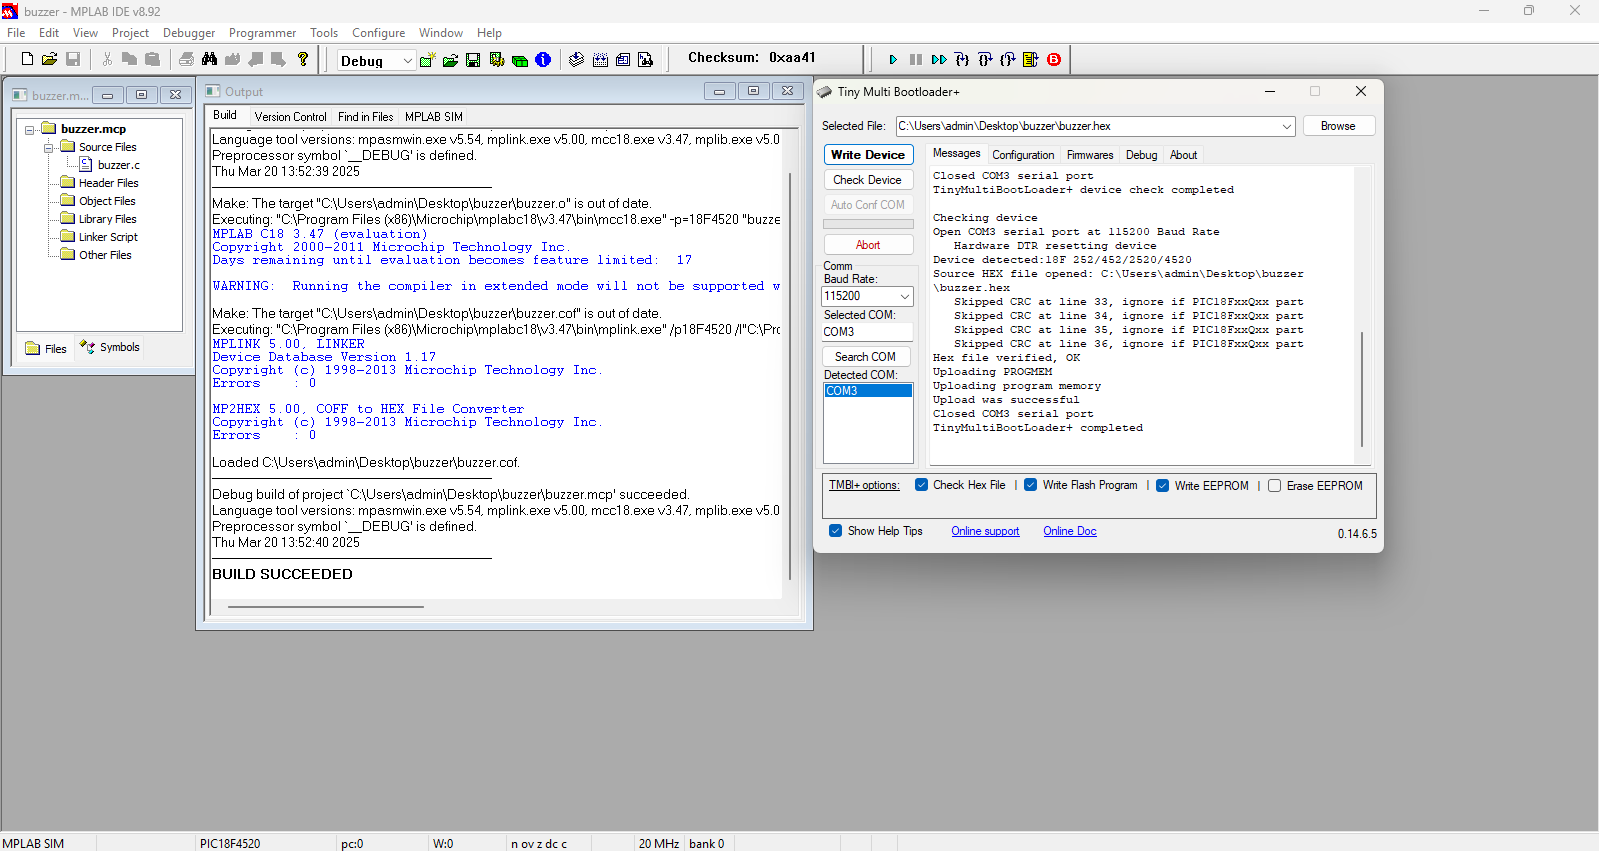 buzzer - MPLAB IDE v8.92
File Edit View Project Debugger Programmer Tools Configure Window Help
Debug
Checksum: 0xaa41
buzzer.m...
buzzer.mcp
Source Files
buzzer.c
Header Files
Object Files
Library Files
Linker Script
Other Files
Files
Symbols
Output
Build Version Control Find in Files MPLAB SIM
Language tool versions: mpasmwin.exe v5.54, mplink.exe v5.00, mcc18.exe v3.47, mplib.exe v5.0
Preprocessor symbol `__DEBUG' is defined.
Thu Mar 20 13:52:39 2025
Make: The target "C:\Users\admin\Desktop\buzzer\buzzer.o" is out of date.
Executing: "C:\Program Files (x86)\Microchip\mplabc18\v3.47\bin\mcc18.exe" -p=18F4520 "buzze
MPLAB C18 3.47 (evaluation)
Copyright 2000-2011 Microchip Technology Inc.
Days remaining until evaluation becomes feature limited:  17
WARNING:  Running the compiler in extended mode will not be supported w
Make: The target "C:\Users\admin\Desktop\buzzer\buzzer.cof" is out of date.
Executing: "C:\Program Files (x86)\Microchip\mplabc18\v3.47\bin\mplink.exe" /p18F4520 /l"C:\Prc
MPLINK 5.00, LINKER
Device Database Version 1.17
Copyright (c) 1998-2013 Microchip Technology Inc.
Errors    : 0
MP2HEX 5.00, COFF to HEX File Converter
Copyright (c) 1998-2013 Microchip Technology Inc.
Errors    : 0
Loaded C:\Users\admin\Desktop\buzzer\buzzer.cof.
Debug build of project `C:\Users\admin\Desktop\buzzer\buzzer.mcp' succeeded.
Language tool versions: mpasmwin.exe v5.54, mplink.exe v5.00, mcc18.exe v3.47, mplib.exe v5.0
Preprocessor symbol `__DEBUG' is defined.
Thu Mar 20 13:52:40 2025
BUILD SUCCEEDED
Tiny Multi Bootloader+
Selected File: C:\Users\admin\Desktop\buzzer\buzzer.hex Browse
Write Device
Check Device
Auto Conf COM
Abort
Comm
Baud Rate:
115200
Selected COM:
COM3
Search COM
Detected COM:
COM3
Messages Configuration Firmwares Debug About
Closed COM3 serial port
TinyMultiBootLoader+ device check completed
Checking device
Open COM3 serial port at 115200 Baud Rate
Hardware DTR resetting device
Device detected:18F 252/452/2520/4520
Source HEX file opened: C:\Users\admin\Desktop\buzzer
\buzzer.hex
Skipped CRC at line 33, ignore if PIC18FxxQxx part
Skipped CRC at line 34, ignore if PIC18FxxQxx part
Skipped CRC at line 35, ignore if PIC18FxxQxx part
Skipped CRC at line 36, ignore if PIC18FxxQxx part
Hex file verified, OK
Uploading PROGMEM
Uploading program memory
Upload was successful
Closed COM3 serial port
TinyMultiBootLoader+ completed
TMBl+ options: Check Hex File | Write Flash Program | Write EEPROM | Erase EEPROM
Show Help Tips Online support Online Doc 0.14.6.5
MPLAB SIM PIC18F4520 pc:0 W:0 n ov z dc c 20 MHz bank 0